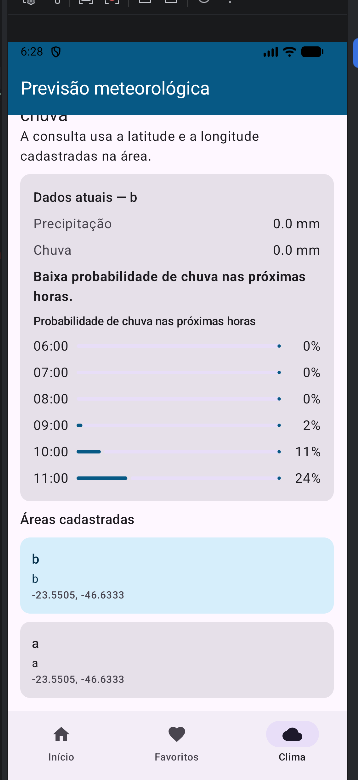 6:28
Previsão meteorológica
chuva
A consulta usa a latitude e a longitude
cadastradas na área.
Dados atuais — b
Precipitação 0.0 mm
Chuva 0.0 mm
Baixa probabilidade de chuva nas próximas
horas.
Probabilidade de chuva nas próximas horas
06:00 0%
07:00 0%
08:00 0%
09:00 2%
10:00 11%
11:00 24%
Áreas cadastradas
b
b
-23.5505, -46.6333
a
a
-23.5505, -46.6333
Início Favoritos Clima